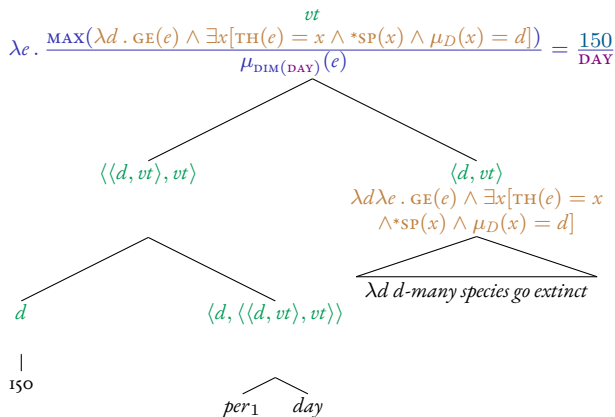 vt
λe . MAX(λd . GE(e) ∧ ∃x[TH(e) = x ∧ *SP(x) ∧ μ_D(x) = d]) / μ_DIM(DAY)(e) = 150 / DAY
⟨⟨d, vt⟩, vt⟩ ⟨d, vt⟩
λdλe . GE(e) ∧ ∃x[TH(e) = x
∧*SP(x) ∧ μ_D(x) = d]
λd d-many species go extinct
d ⟨d, ⟨⟨d, vt⟩, vt⟩⟩
150
per₁ day